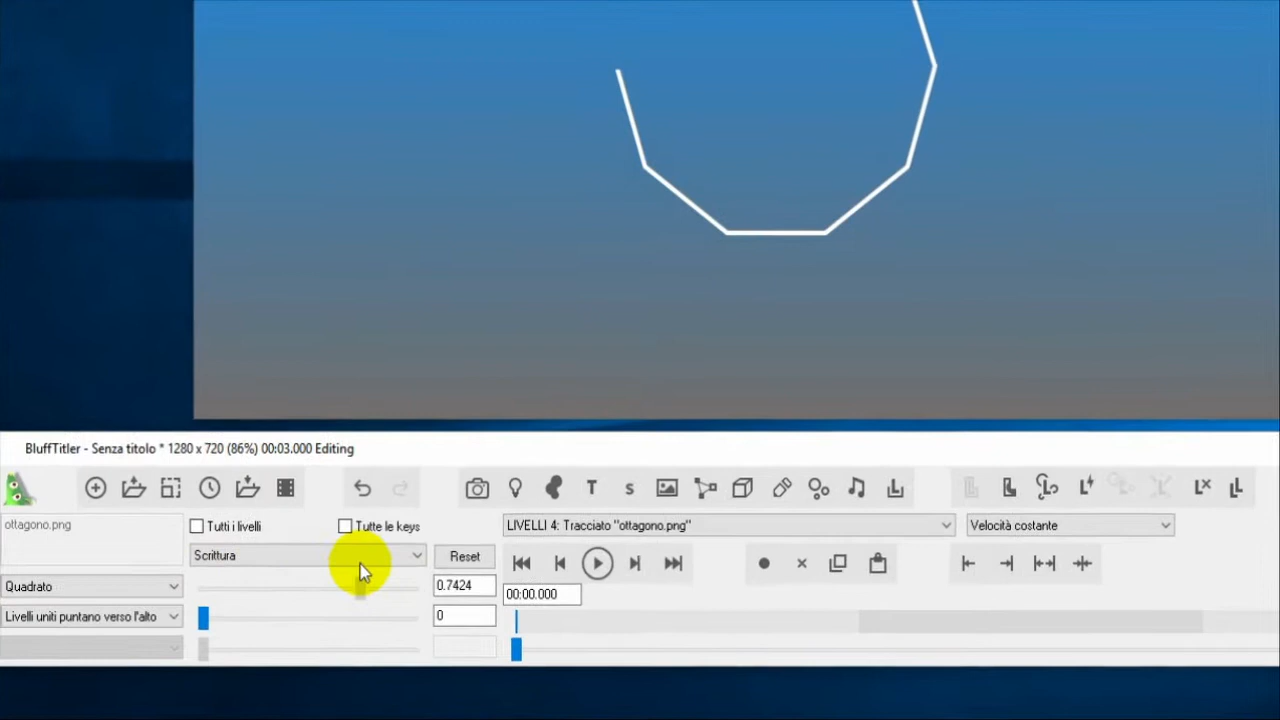 BluffTitler - Senza titolo * 1280 x 720 (86%) 00:03.000 Editing
T S
ottagono.png
Tutti i livelli
Tutte le keys
LIVELLI 4: Tracciato "ottagono.png"
Velocità costante
Scrittura
Reset
Quadrato
0.7424
00:00.000
Livelli uniti puntano verso l'alto
0